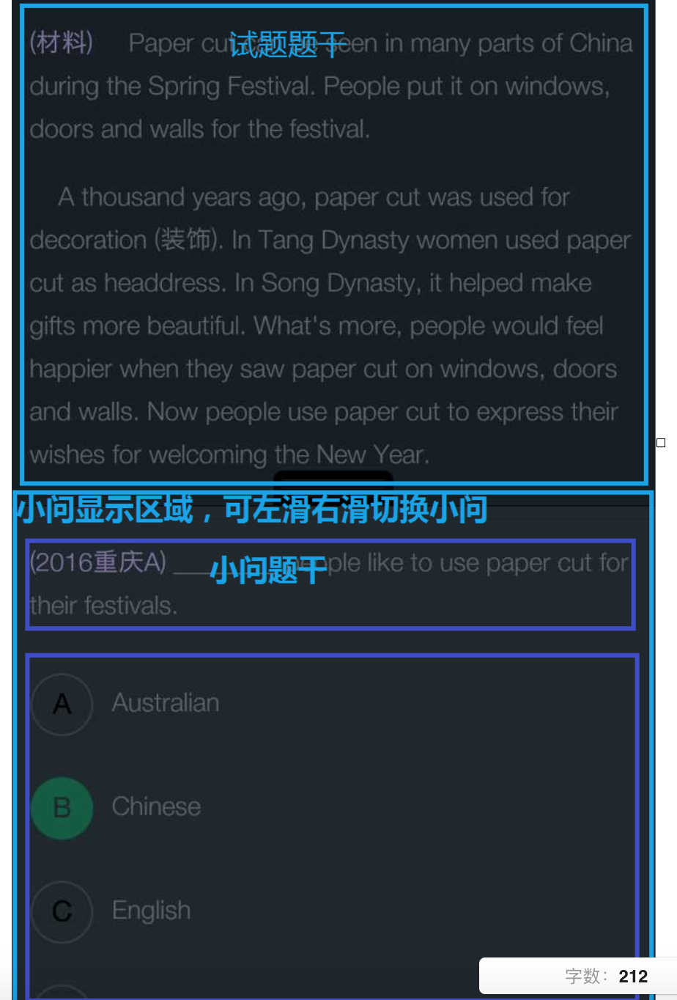 (材料) Paper cut seen in many parts of China
试题题干
during the Spring Festival. People put it on windows,
doors and walls for the festival.
A thousand years ago, paper cut was used for
decoration (装饰). In Tang Dynasty women used paper
cut as headdress. In Song Dynasty, it helped make
gifts more beautiful. What's more, people would feel
happier when they saw paper cut on windows, doors
and walls. Now people use paper cut to express their
wishes for welcoming the New Year.
小问显示区域，可左滑右滑切换小问
(2016重庆A) ____ people like to use paper cut for
小问题干
their festivals.
A Australian
B Chinese
C English
字数：212